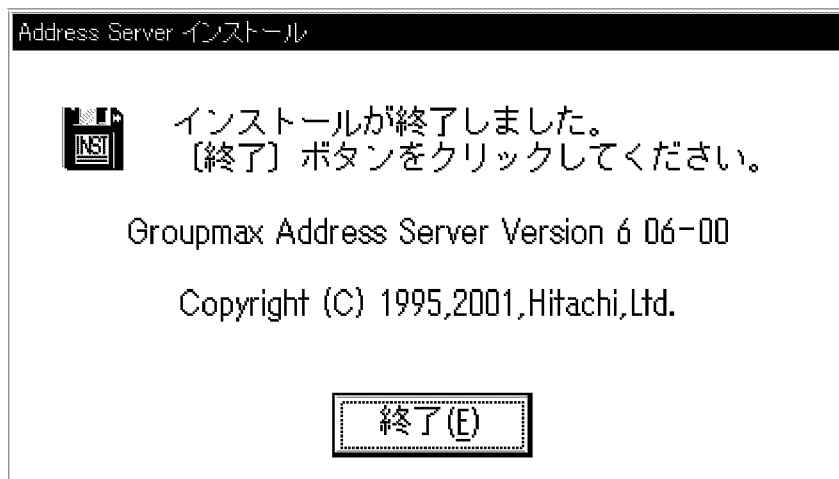 Address Server インストール
INST
インストールが終了しました。
〔終了〕ボタンをクリックしてください。
Groupmax Address Server Version 6 06-00
Copyright (C) 1995,2001,Hitachi,Ltd.
終了(E)